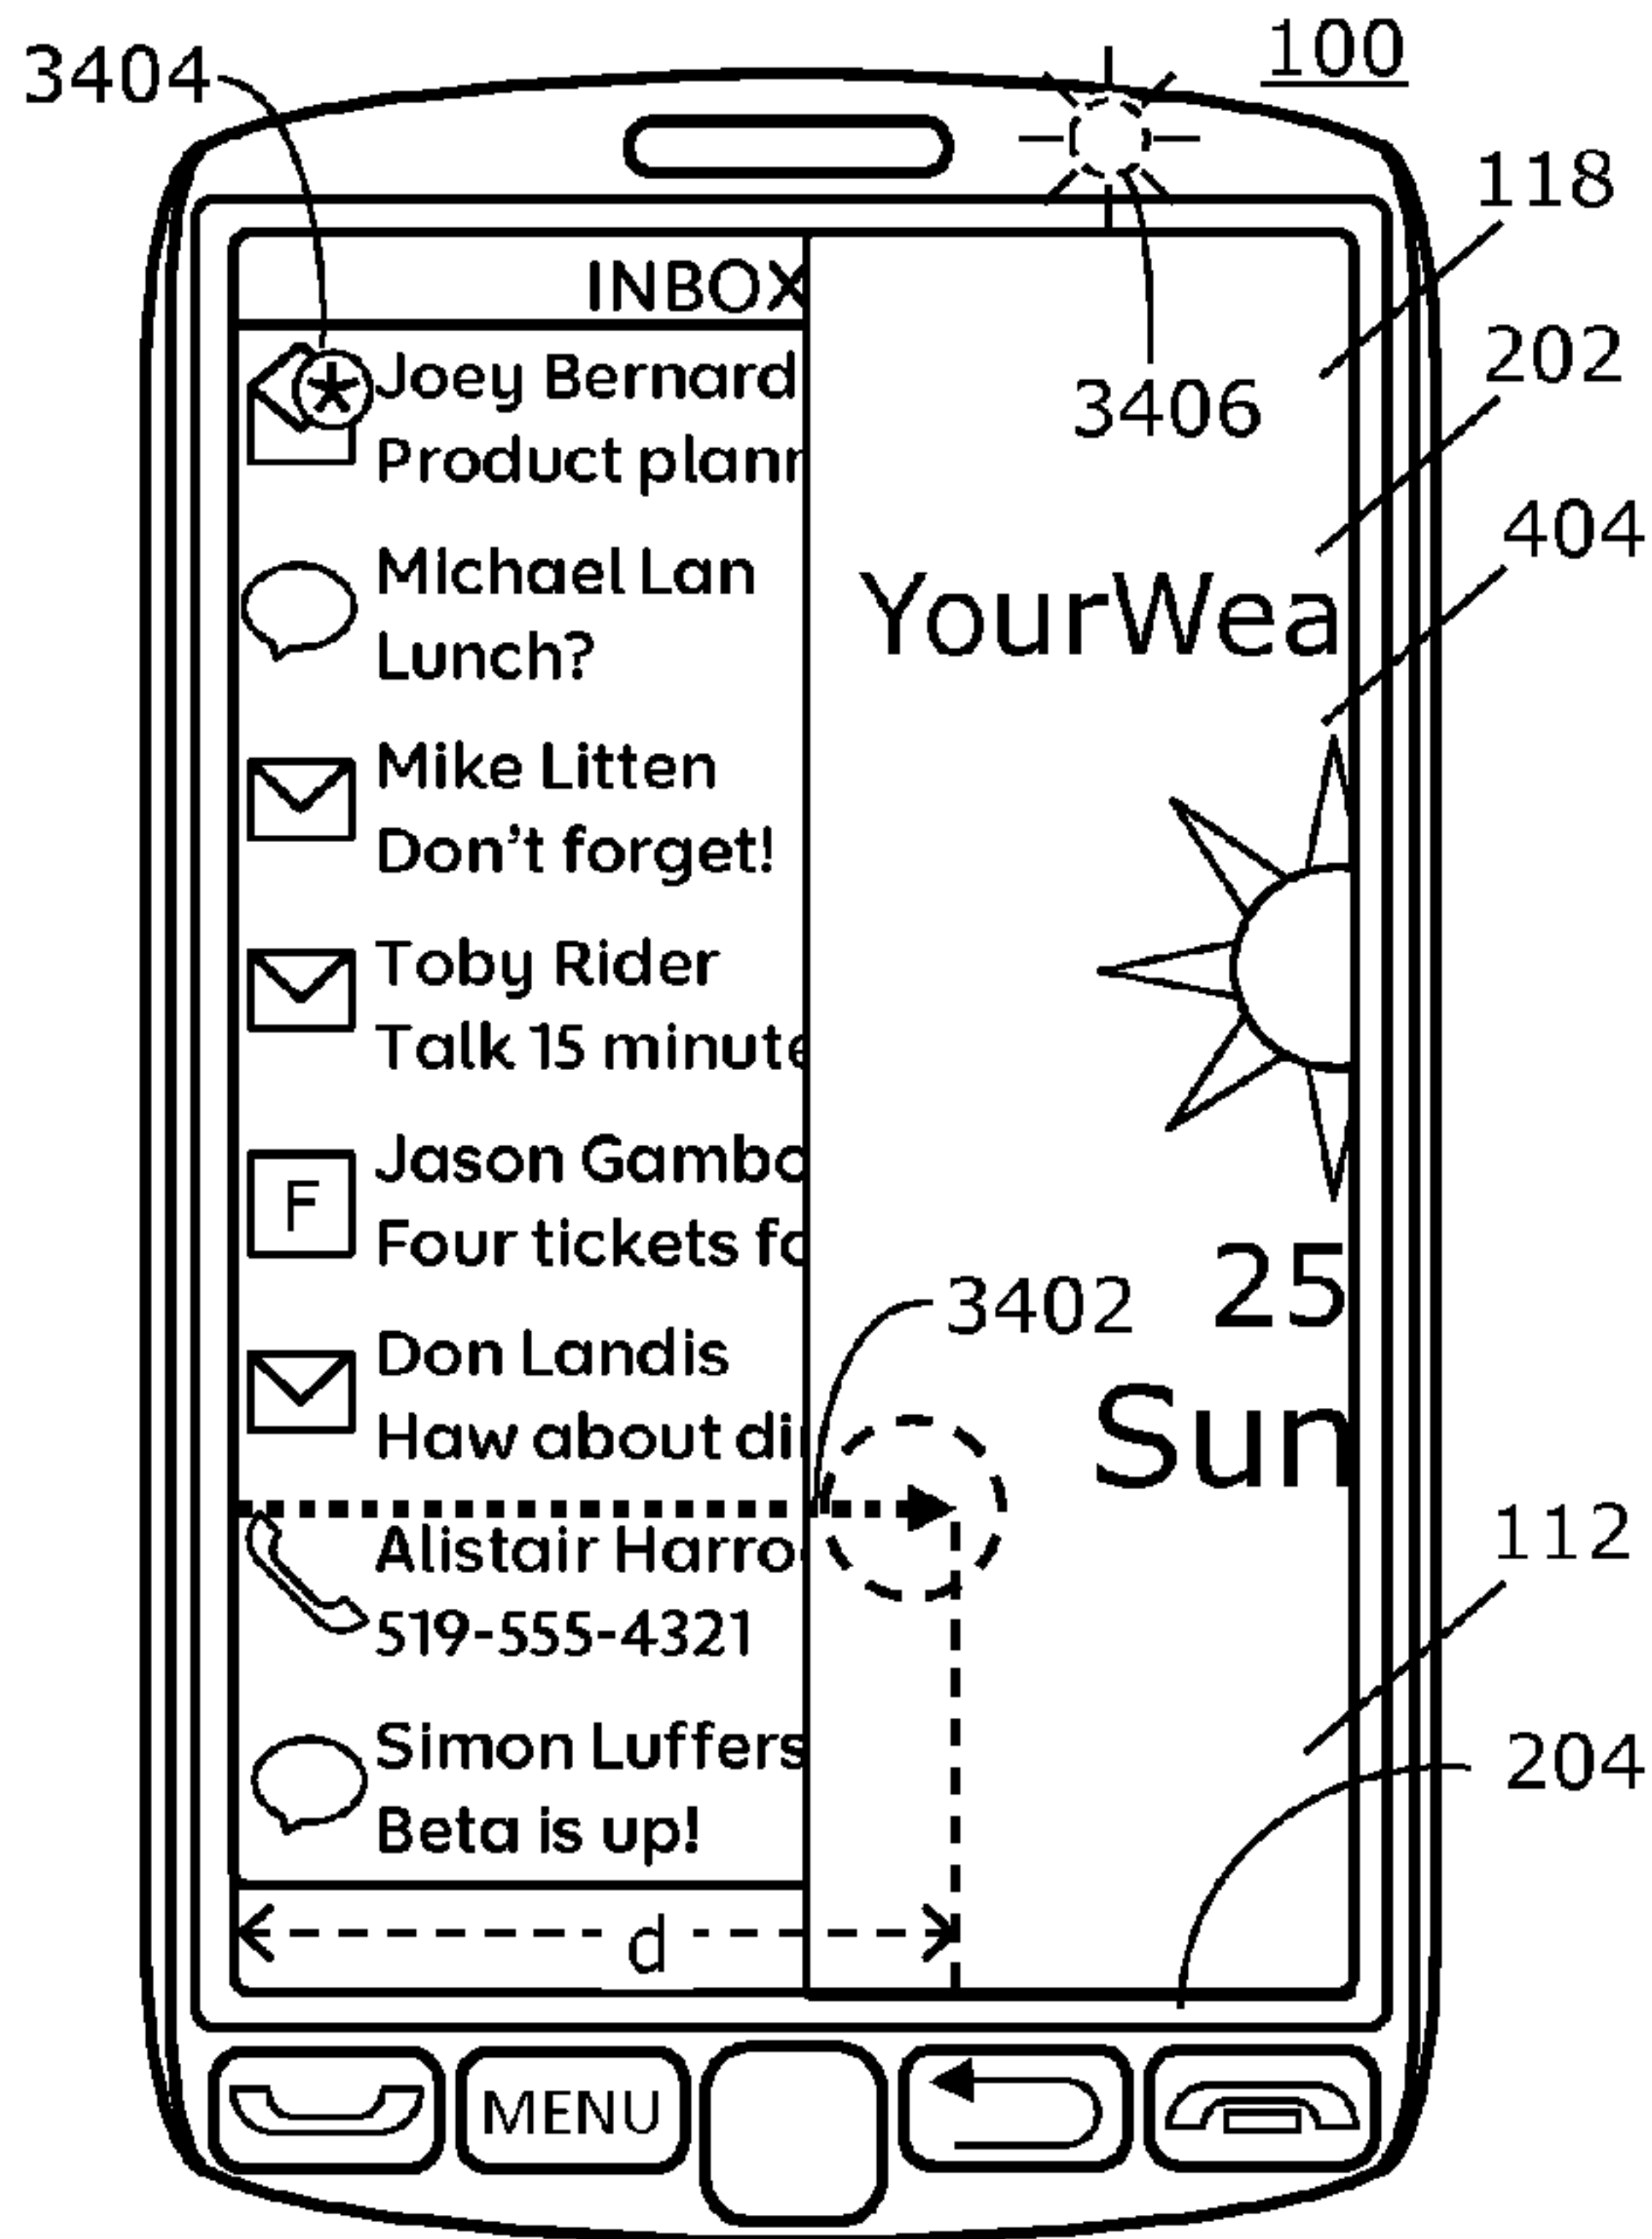 3404
100
118
INBOX
202
3406
Joey Bernard
Product plann
404
Michael Lan
Lunch?
YourWea
Mike Litten
Don't forget!
Toby Rider
Talk 15 minute
Jason Gambo
F
Four tickets fo
25
3402
Don Landis
Haw about di
Sun
112
Alistair Harro
519-555-4321
204
Simon Luffers
Beta is up!
d
MENU